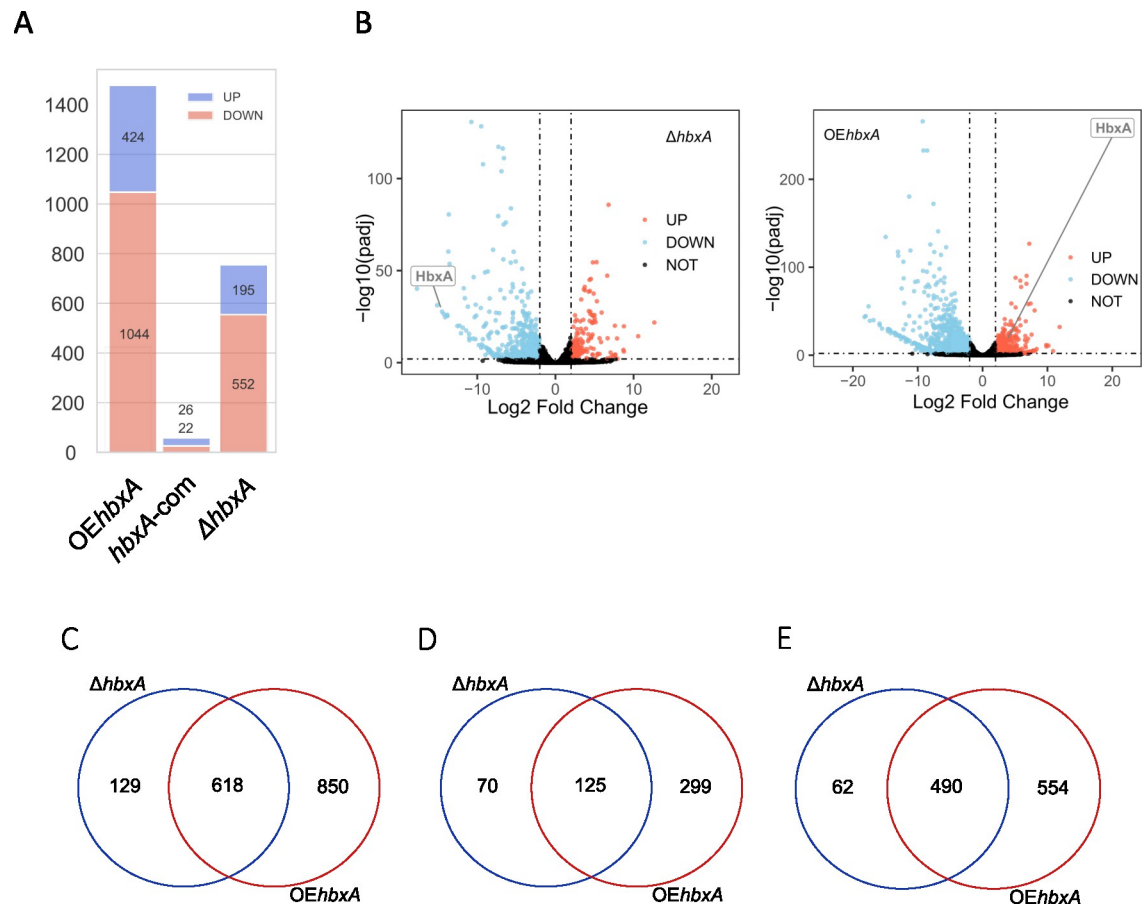 A
B
1400
1200
1000
800
600
400
200
0
UP
DOWN
424
1044
26
22
195
552
OEhbxA
hbxA-com
ΔhbxA
−log10(padj)
100
50
0
ΔhbxA
HbxA
UP
DOWN
NOT
−10
0
10
20
Log2 Fold Change
−log10(padj)
200
100
0
OEhbxA
HbxA
UP
DOWN
NOT
−20
−10
0
10
20
Log2 Fold Change
C
ΔhbxA
129
618
850
OEhbxA
D
ΔhbxA
70
125
299
OEhbxA
E
ΔhbxA
62
490
554
OEhbxA